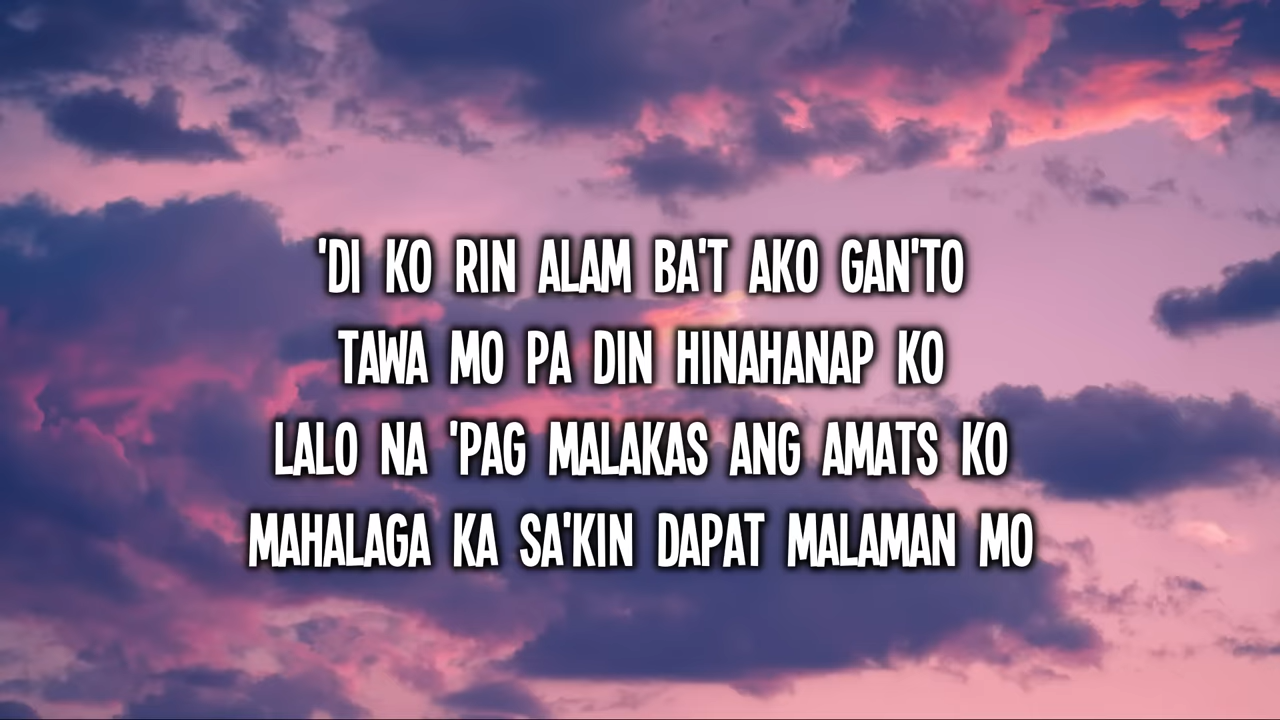 'DI KO RIN ALAM BA'T AKO GAN'TO
TAWA MO PA DIN HINAHANAP KO
LALO NA 'PAG MALAKAS ANG AMATS KO
MAHALAGA KA SA'KIN DAPAT MALAMAN MO